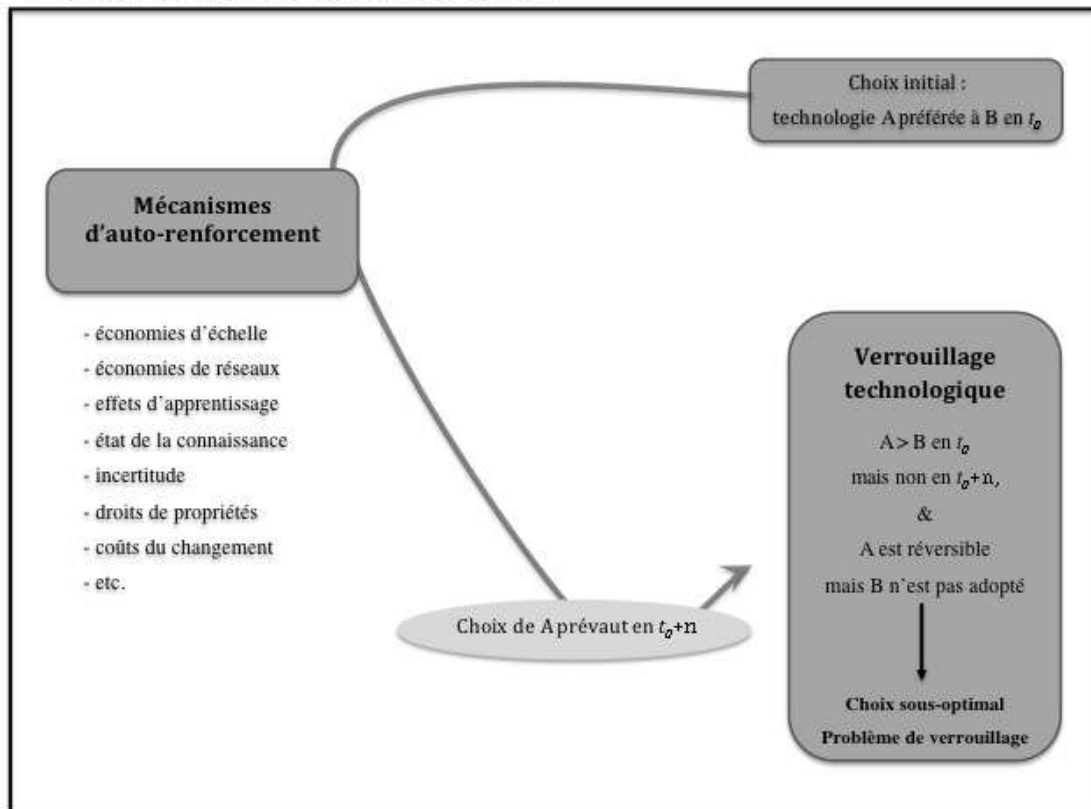 Choix initial :
technologie A préférée à B en t₀
Mécanismes
d'auto-renforcement
- économies d'échelle
- économies de réseaux
- effets d'apprentissage
- état de la connaissance
- incertitude
- droits de propriétés
- coûts du changement
- etc.
Choix de A prévaut en t₀+n
Verrouillage
technologique
A > B en t₀
mais non en t₀+n,
&
A est réversible
mais B n'est pas adopté
Choix sous-optimal
Problème de verrouillage